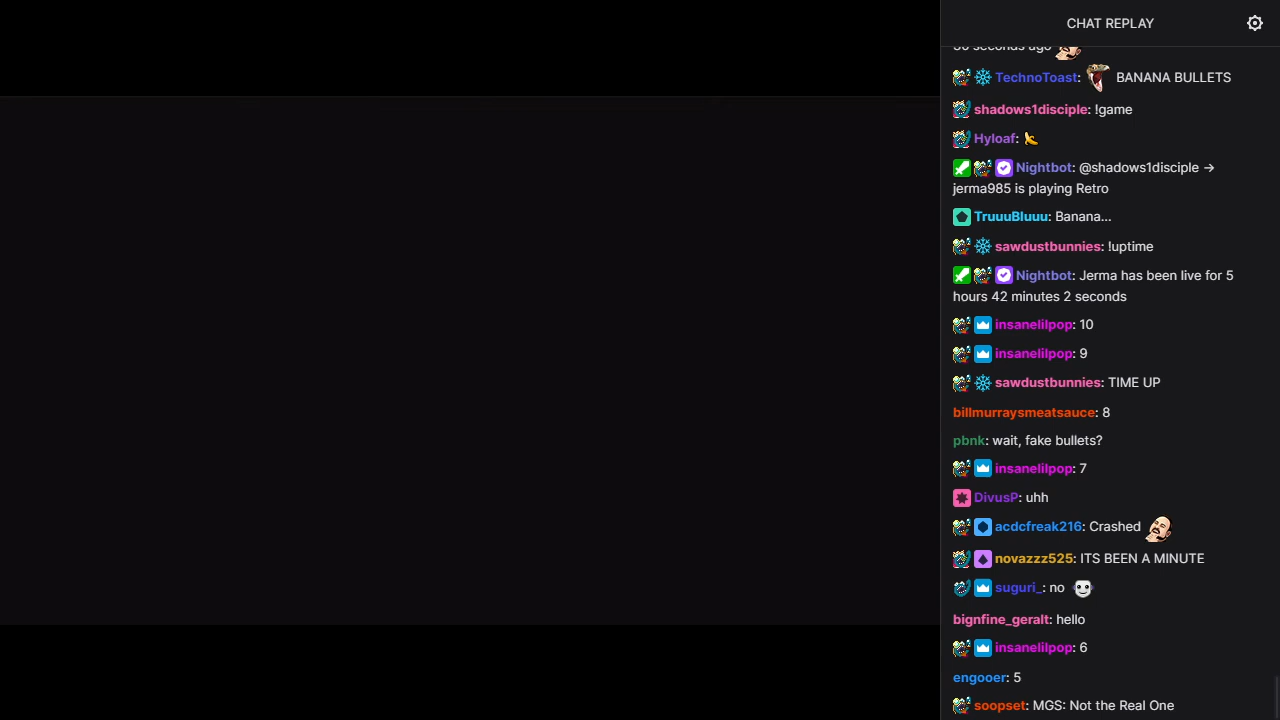 CHAT REPLAY
30 seconds ago
TechnoToast: BANANA BULLETS
shadows1disciple: !game
Hyloaf: 🍌
Nightbot: @shadows1disciple →
jerma985 is playing Retro
TruuuBluuu: Banana...
sawdustbunnies: !uptime
Nightbot: Jerma has been live for 5
hours 42 minutes 2 seconds
insanelilpop: 10
insanelilpop: 9
sawdustbunnies: TIME UP
billmurraysmeatsauce: 8
pbnk: wait, fake bullets?
insanelilpop: 7
DivusP: uhh
acdcfreak216: Crashed
novazzz525: ITS BEEN A MINUTE
suguri_: no
bignfine_geralt: hello
insanelilpop: 6
engooer: 5
soopset: MGS: Not the Real One